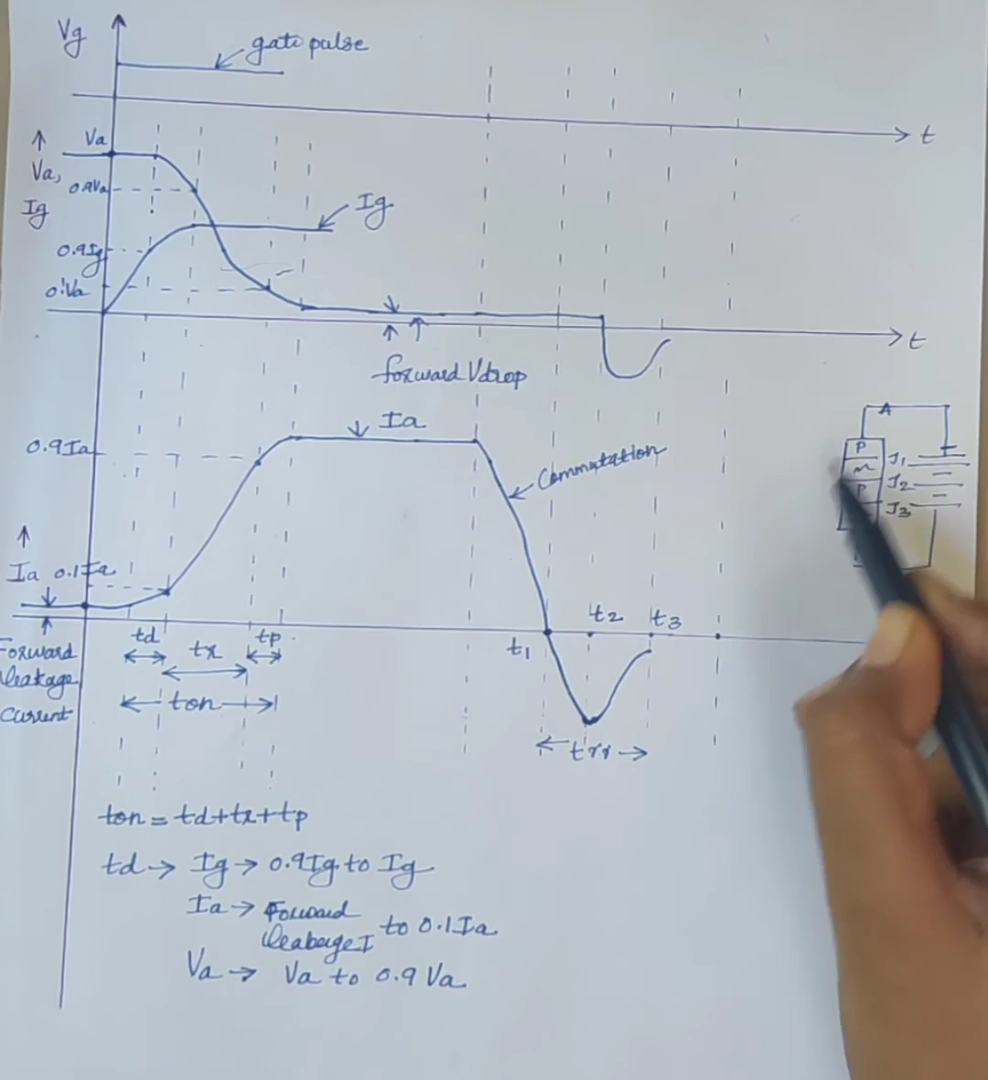 Vg
gate pulse
t
Va
Va,
Ig
0.9Va
Ig
0.9Ig
0.1Va
t
forward Vdrop
Ia
0.9Ia
Commutation
A
P
n
P
J1
J2
J3
Ia 0.1Ia
Forward
leakage
current
td
tr
tp
ton
t1
t2
t3
trr
ton = td+tr+tp
td → Ig → 0.9Ig to Ig
Ia → Forward
leakage I to 0.1Ia
Va → Va to 0.9 Va